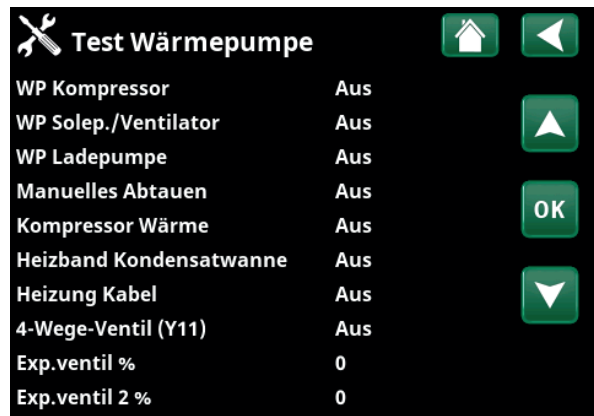 Test Wärmepumpe
WP Kompressor Aus
WP Solep./Ventilator Aus
WP Ladepumpe Aus
Manuelles Abtauen Aus
OK
Kompressor Wärme Aus
Heizband Kondensatwanne Aus
Heizung Kabel Aus
4-Wege-Ventil (Y11) Aus
Exp.ventil % 0
Exp.ventil 2 % 0